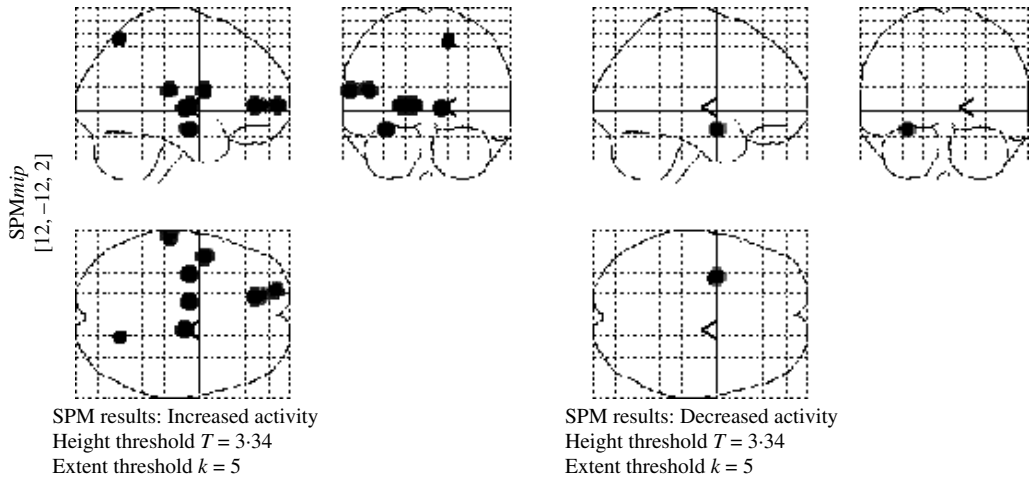 SPMmip
[12, −12, 2]
SPM results: Increased activity
Height threshold T = 3·34
Extent threshold k = 5
SPM results: Decreased activity
Height threshold T = 3·34
Extent threshold k = 5